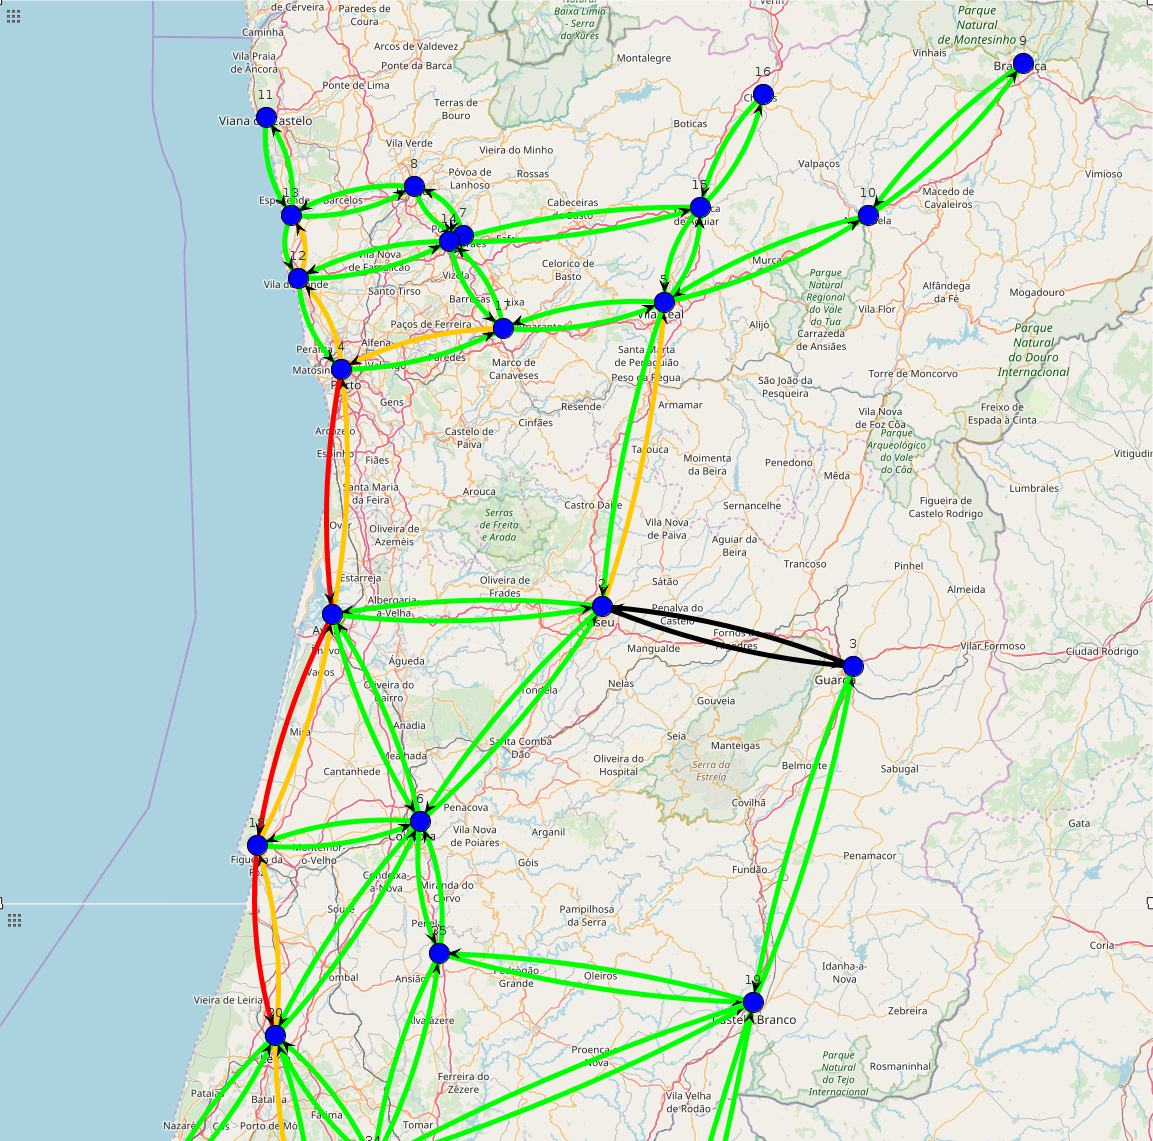 de Cerveira
Paredes de
Coura
Natural
Baixa Limia
- Serra
do Xurés
Verín
Parque
Natural
de Montesinho
Caminha
Arcos de Valdevez
Vila Praia
de Âncora
Ponte da Barca
Montalegre
Vinhais
9
Bragança
16
Ponte de Lima
11
Terras de
Bouro
Viana do Castelo
Boticas
Vila Verde
Vieira do Minho
8
Póvoa de
Lanhoso
Rossas
Valpaços
Vimioso
13
Barcelos
15
10
Macedo de
Cavaleiros
Cabeceiras
de Basto
14
7
de Aguiar
Vila Nova
de Famalicão
12
Celorico de
Basto
Murça
Vizela
5
Santo Tirso
Parque
Natural
Regional
do Vale
do Tua
Alfândega
da Fé
Mogadouro
17
Vila Real
Vila Flor
Paços de Ferreira
Alijó
Carrazeda
de Ansiães
Parque
Natural
do Douro
Internacional
4
Alfena
Paredes
Marco de
Canaveses
Santa Marta
de Penaguião
Peso da Régua
Porto
São João da
Pesqueira
Torre de Moncorvo
Gens
Resende
Armamar
Vila Nova
de Foz Côa
Freixo de
Espada à Cinta
Cinfães
Castelo de
Paiva
Parque
Arqueológico
do Vale
do Côa
Espinho
Fiães
Tarouca
Moimenta
da Beira
Penedono
Mêda
Santa Maria
da Feira
Arouca
Lumbrales
Serras
de Freita
e Arada
Castro Daire
Sernancelhe
Figueira de
Castelo Rodrigo
Ovar
Oliveira de
Azeméis
Vila Nova
de Paiva
Aguiar da
Beira
Trancoso
Pinhel
Estarreja
Oliveira de
Frades
2
Sátão
Almeida
Albergaria-
a-Velha
Penalva do
Castelo
Fornos de
Algodres
3
Vilar Formoso
Ciudad Rodrigo
Mangualde
Águeda
Vagos
Guarda
Oliveira do
Bairro
Tondela
Nelas
Gouveia
Anadia
Mira
Santa Comba
Dão
Seia
Manteigas
Mealhada
Oliveira do
Hospital
Serra da
Estrela
Belmonte
Sabugal
Cantanhede
6
Covilhã
Penacova
18
Vila Nova
de Poiares
Arganil
Gata
Montemor-
o-Velho
Figueira da
Foz
Góis
Penamacor
Condeixa-
a-Nova
Miranda do
Corvo
Fundão
Soure
Pampilhosa
da Serra
Penela
35
Coria
Pombal
Ansião
Pedrógão
Grande
Oleiros
Idanha-a-
Nova
19
Vieira de Leiria
20
Castelo Branco
Zebreira
Alvaiázere
Proença-
a-Nova
Parque
Natural
do Tejo
Internacional
Rosmaninhal
Ferreira do
Zêzere
Pataias
Batalha
Vila Velha
de Rodão
Fátima
Nazaré
Porto de Mós
Tomar
34